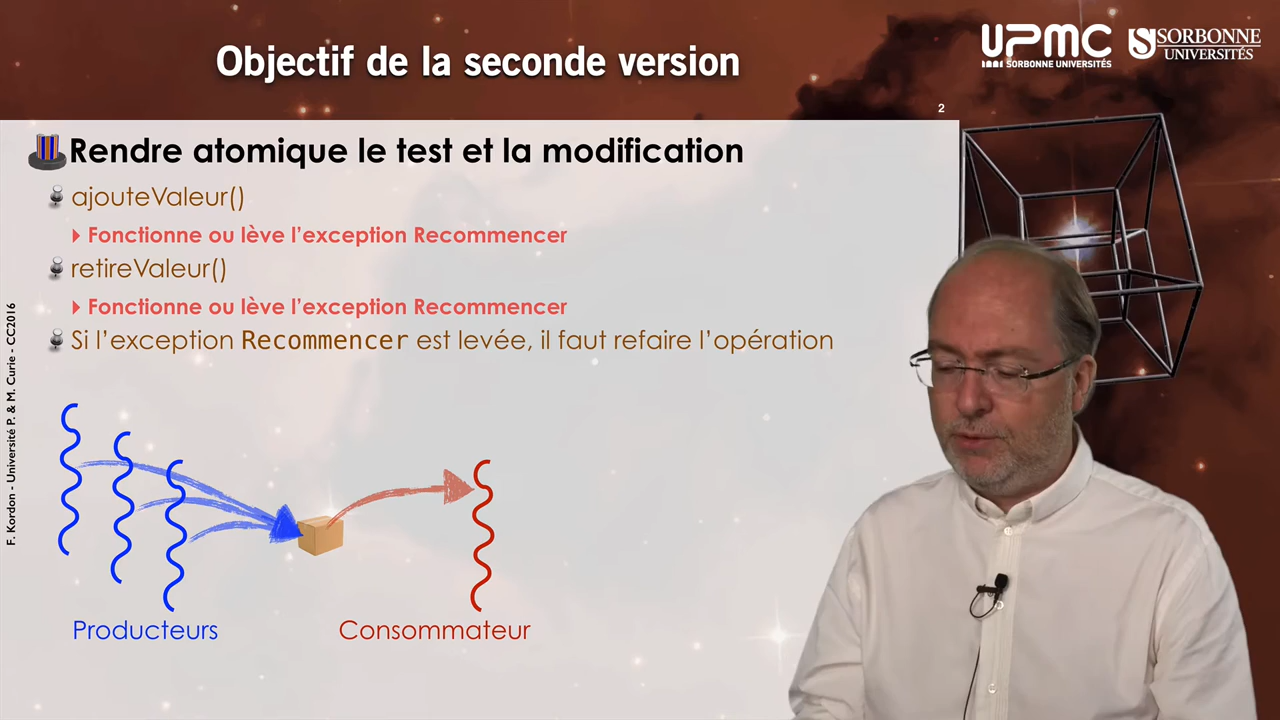 Objectif de la seconde version
UPMC
SORBONNE UNIVERSITÉS
SORBONNE
UNIVERSITÉS
2
Rendre atomique le test et la modification
ajouteValeur()
Fonctionne ou lève l’exception Recommencer
retireValeur()
Fonctionne ou lève l’exception Recommencer
Si l’exception Recommencer est levée, il faut refaire l’opération
F. Kordon - Université P. & M. Curie - CC2016
Producteurs
Consommateur